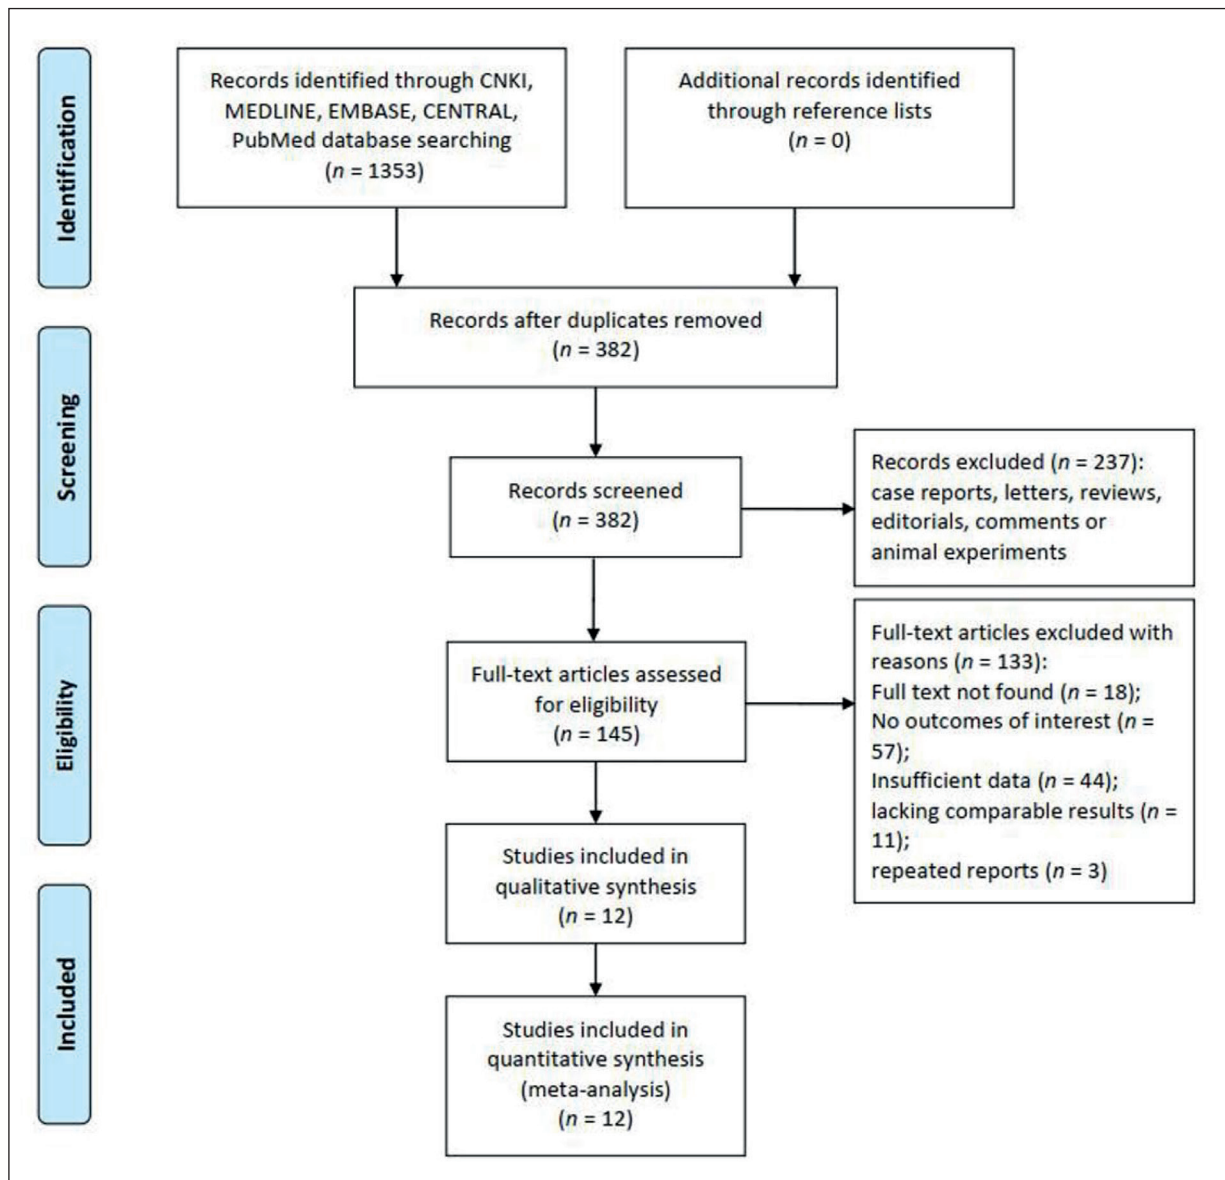 Identification
Records identified through CNKI,
MEDLINE, EMBASE, CENTRAL,
PubMed database searching
(n = 1353)
Additional records identified
through reference lists
(n = 0)
Records after duplicates removed
(n = 382)
Screening
Records screened
(n = 382)
Records excluded (n = 237):
case reports, letters, reviews,
editorials, comments or
animal experiments
Eligibility
Full-text articles assessed
for eligibility
(n = 145)
Full-text articles excluded with
reasons (n = 133):
Full text not found (n = 18);
No outcomes of interest (n =
57);
Insufficient data (n = 44);
lacking comparable results (n =
11);
repeated reports (n = 3)
Studies included in
qualitative synthesis
(n = 12)
Included
Studies included in
quantitative synthesis
(meta-analysis)
(n = 12)